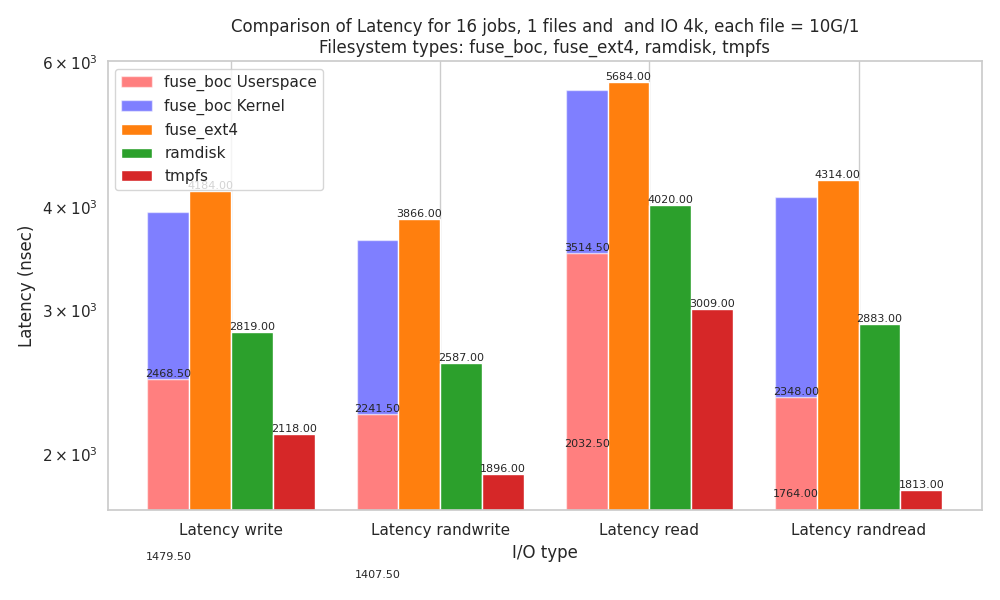 Comparison of Latency for 16 jobs, 1 files and  and IO 4k, each file = 10G/1
Filesystem types: fuse_boc, fuse_ext4, ramdisk, tmpfs
6 × 10³
4 × 10³
3 × 10³
2 × 10³
Latency (nsec)
fuse_boc Userspace
fuse_boc Kernel
fuse_ext4
ramdisk
tmpfs
4184.00
2468.50
2819.00
2118.00
1479.50
3866.00
2241.50
2587.00
1896.00
1407.50
5684.00
3514.50
4020.00
3009.00
2032.50
4314.00
2348.00
2883.00
1813.00
1764.00
Latency write
Latency randwrite
Latency read
Latency randread
I/O type